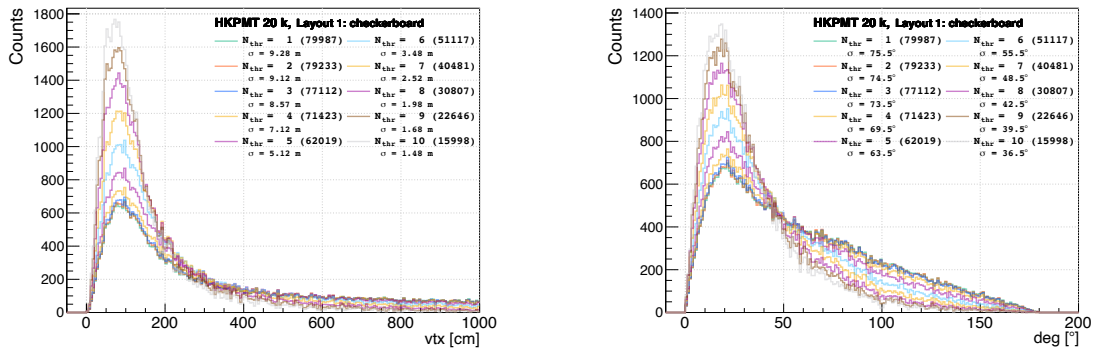 Counts
1800
1600
1400
1200
1000
800
600
400
200
0
HKPMT 20 k, Layout 1: checkerboard
N_thr = 1 (79987) N_thr = 6 (51117)
σ = 9.28 m σ = 3.48 m
N_thr = 2 (79233) N_thr = 7 (40481)
σ = 9.12 m σ = 2.52 m
N_thr = 3 (77112) N_thr = 8 (30807)
σ = 8.57 m σ = 1.98 m
N_thr = 4 (71423) N_thr = 9 (22646)
σ = 7.12 m σ = 1.68 m
N_thr = 5 (62019) N_thr = 10 (15998)
σ = 5.12 m σ = 1.48 m
0 200 400 600 800 1000
vtx [cm]
Counts
1400
1200
1000
800
600
400
200
0
HKPMT 20 k, Layout 1: checkerboard
N_thr = 1 (79987) N_thr = 6 (51117)
σ = 75.5° σ = 55.5°
N_thr = 2 (79233) N_thr = 7 (40481)
σ = 74.5° σ = 48.5°
N_thr = 3 (77112) N_thr = 8 (30807)
σ = 73.5° σ = 42.5°
N_thr = 4 (71423) N_thr = 9 (22646)
σ = 69.5° σ = 39.5°
N_thr = 5 (62019) N_thr = 10 (15998)
σ = 63.5° σ = 36.5°
0 50 100 150 200
deg [°]